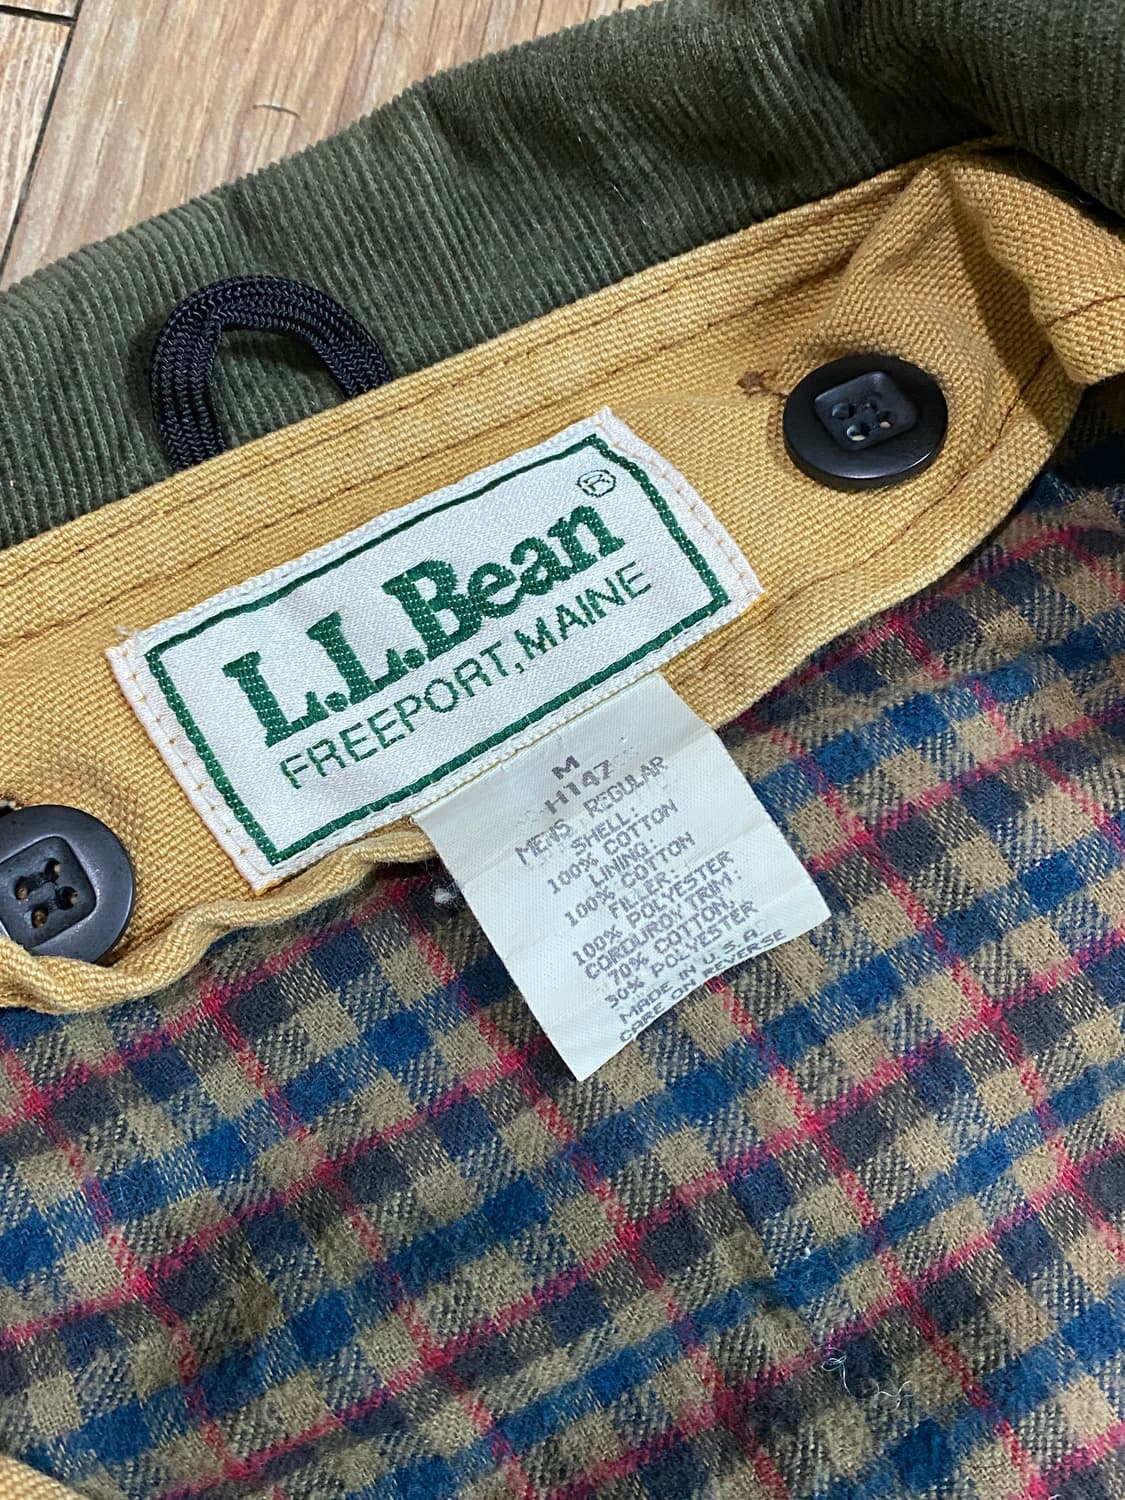 L.L.Bean®
FREEPORT, MAINE
M
H147
MENS REGULAR
SHELL:
100% COTTON
LINING:
100% COTTON
FILLER:
100% POLYESTER
CORDUROY TRIM:
70% COTTON,
30% POLYESTER
MADE IN U.S.A.
CARE ON REVERSE